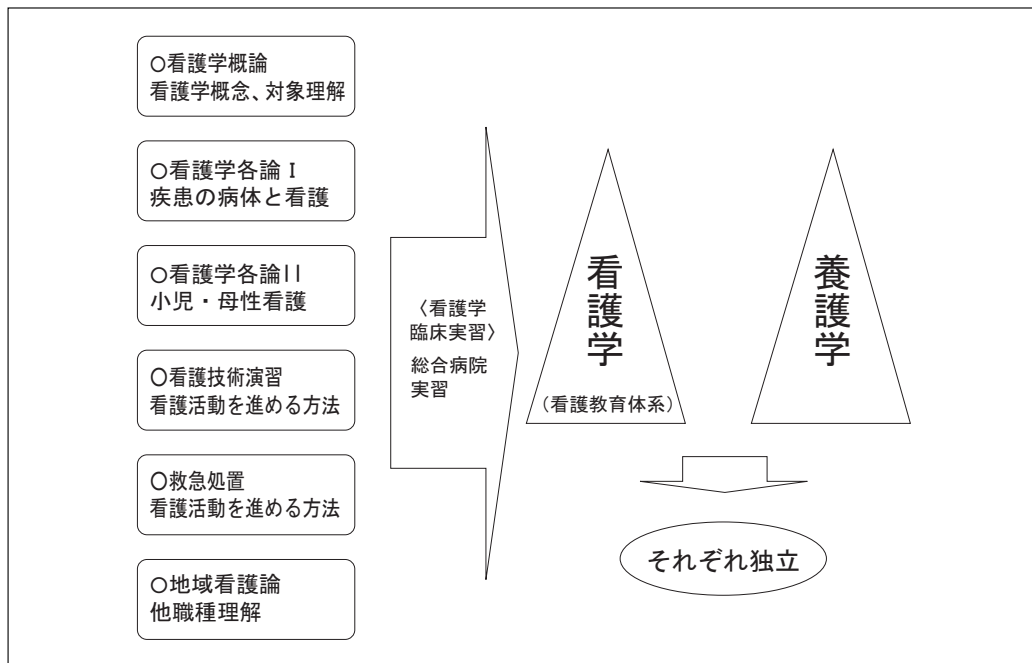 ○看護学概論
看護学概念、対象理解
○看護学各論Ⅰ
疾患の病体と看護
○看護学各論II
小児・母性看護
○看護技術演習
看護活動を進める方法
○救急処置
看護活動を進める方法
○地域看護論
他職種理解
〈看護学
臨床実習〉
総合病院
実習
看護学
(看護教育体系)
養護学
それぞれ独立